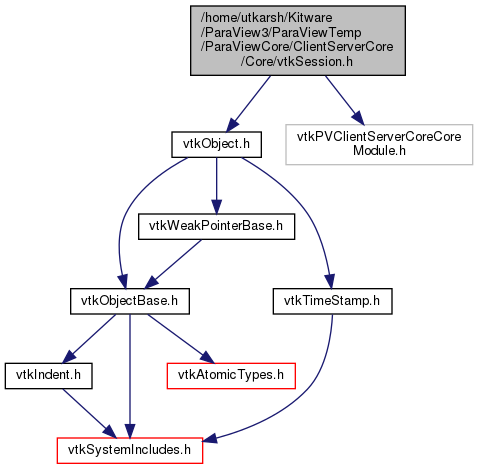 /home/utkarsh/Kitware
/ParaView3/ParaViewTemp
/ParaViewCore/ClientServerCore
/Core/vtkSession.h
vtkObject.h
vtkPVClientServerCoreCore
Module.h
vtkWeakPointerBase.h
vtkObjectBase.h
vtkTimeStamp.h
vtkIndent.h
vtkAtomicTypes.h
vtkSystemIncludes.h